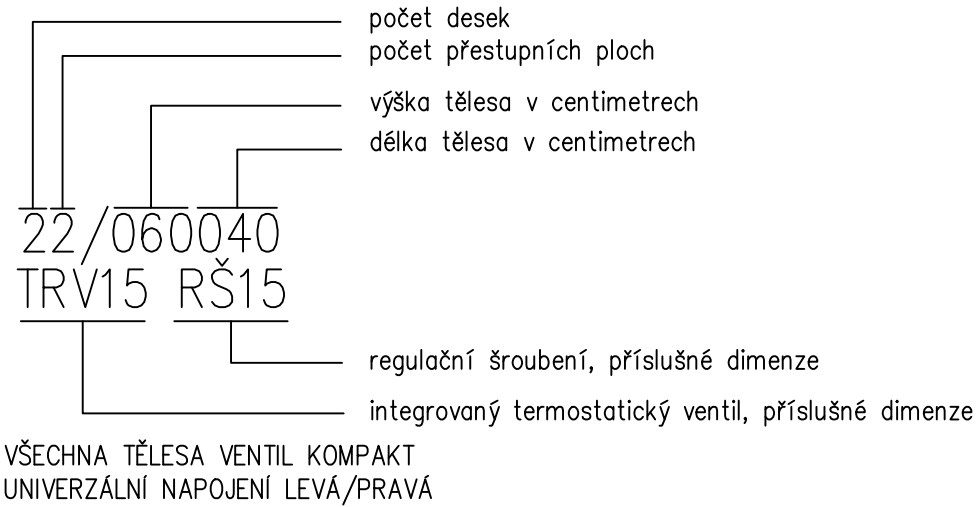 počet desek
počet přestupních ploch
výška tělesa v centimetrech
délka tělesa v centimetrech
22/060040
TRV15 RŠ15
regulační šroubení, příslušné dimenze
integrovaný termostatický ventil, příslušné dimenze
VŠECHNA TĚLESA VENTIL KOMPAKT
UNIVERZÁLNÍ NAPOJENÍ LEVÁ/PRAVÁ